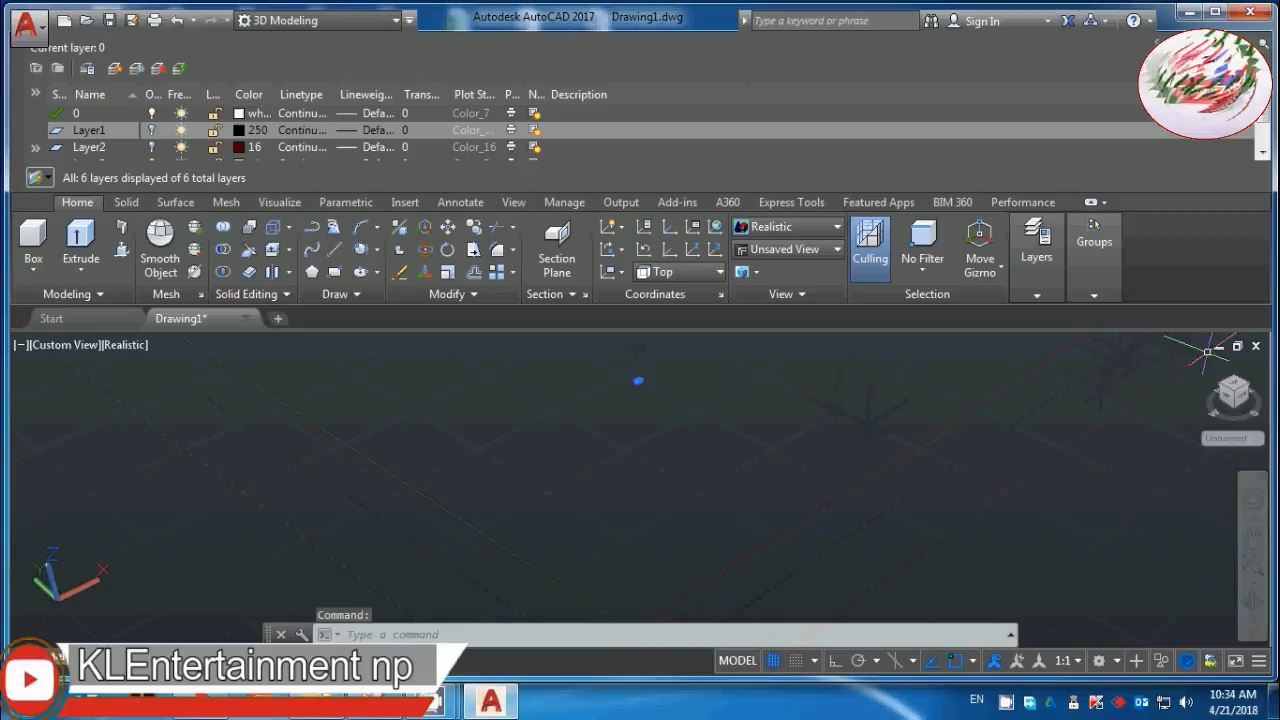 3D Modeling
Autodesk AutoCAD 2017 Drawing1.dwg
Type a keyword or phrase
Sign In
Current layer: 0
S... Name O... Fre... L... Color Linetype Lineweig... Trans... Plot St... P... N... Description
0 wh... Continu... Defa... 0 Color_7
Layer1 250 Continu... Defa... 0 Color_...
Layer2 16 Continu... Defa... 0 Color_16
All: 6 layers displayed of 6 total layers
Home Solid Surface Mesh Visualize Parametric Insert Annotate View Manage Output Add-ins A360 Express Tools Featured Apps BIM 360 Performance
Box
Extrude
Smooth Object
Section Plane
Top
Realistic
Unsaved View
Culling
No Filter
Move Gizmo
Layers
Groups
Modeling Mesh Solid Editing Draw Modify Section Coordinates View Selection
Start Drawing1* +
[−][Custom View][Realistic]
Unnamed
Z
Y
X
Command:
Type a command
KLEntertainment np
MODEL 1:1
EN
10:34 AM
4/21/2018